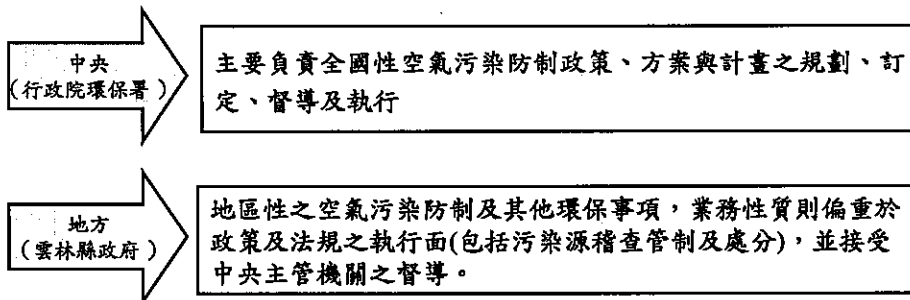 中央
(行政院環保署)
主要負責全國性空氣污染防制政策、方案與計畫之規劃、訂
定、督導及執行
地方
(雲林縣政府)
地區性之空氣污染防制及其他環保事項，業務性質則偏重於
政策及法規之執行面(包括污染源稽查管制及處分)，並接受
中央主管機關之督導。